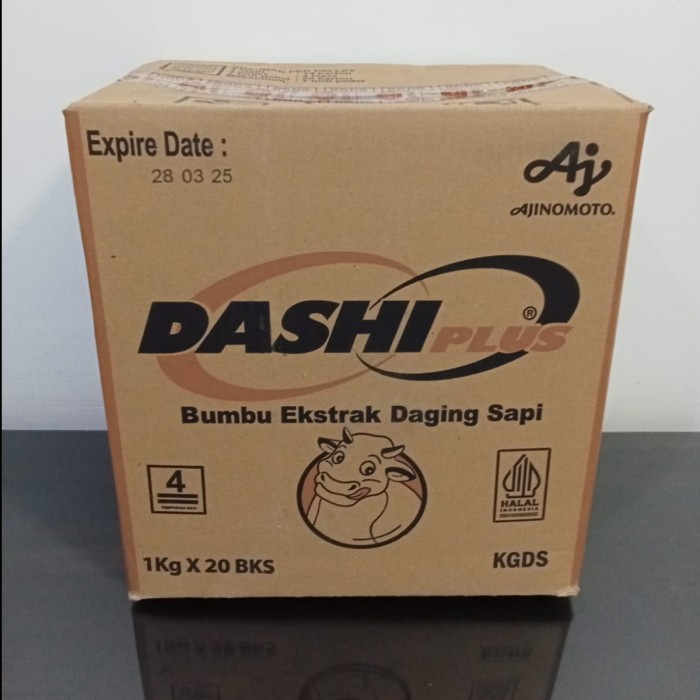 Expire Date :
28 03 25
Aj
AJINOMOTO.
DASHI PLUS ®
Bumbu Ekstrak Daging Sapi
4
HALAL
INDONESIA
1Kg X 20 BKS
KGDS